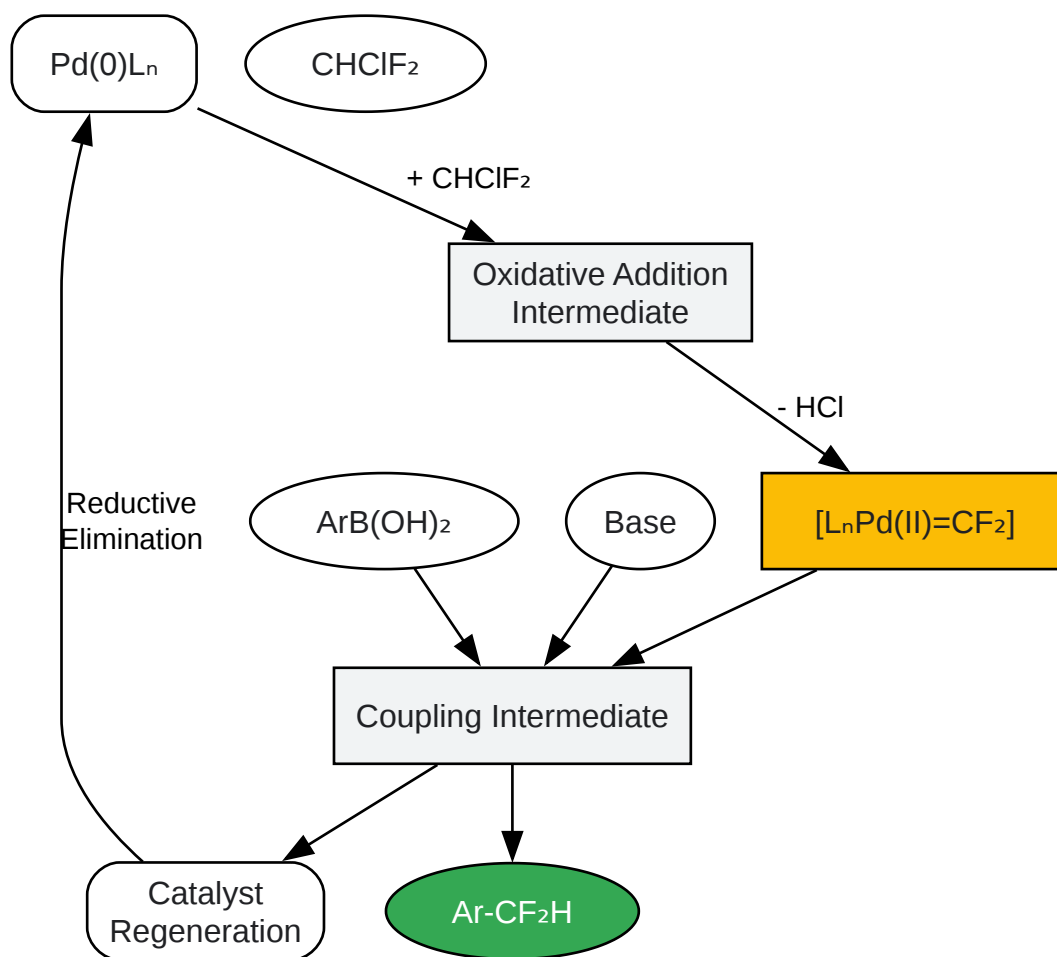 Pd(0)Lₙ
CHClF₂
+ CHClF₂
Oxidative Addition
Intermediate
- HCl
Reductive
Elimination
ArB(OH)₂
Base
[LₙPd(II)=CF₂]
Coupling Intermediate
Catalyst
Regeneration
Ar-CF₂H